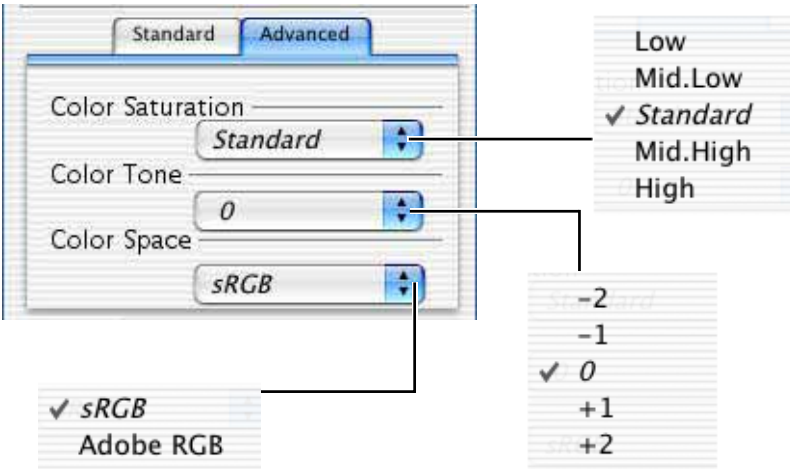 Standard Advanced
Color Saturation
Standard
Color Tone
0
Color Space
sRGB
Low
Mid.Low
✓ Standard
Mid.High
High
-2
-1
✓ 0
+1
+2
✓ sRGB
Adobe RGB